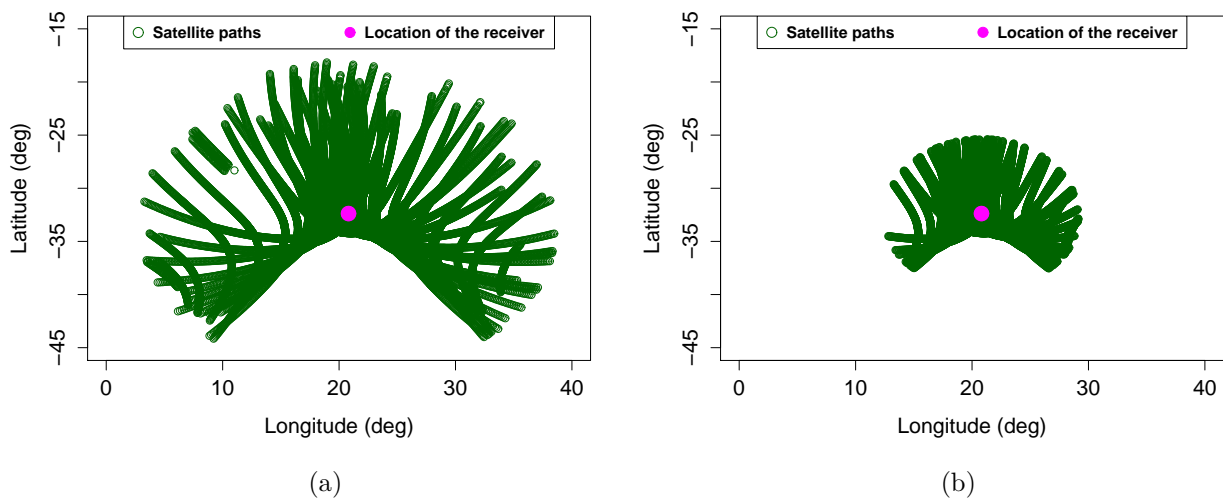 Satellite paths Location of the receiver
−15
−25
−35
−45
Latitude (deg)
0 10 20 30 40
Longitude (deg)
(a)
Satellite paths Location of the receiver
−15
−25
−35
−45
Latitude (deg)
0 10 20 30 40
Longitude (deg)
(b)